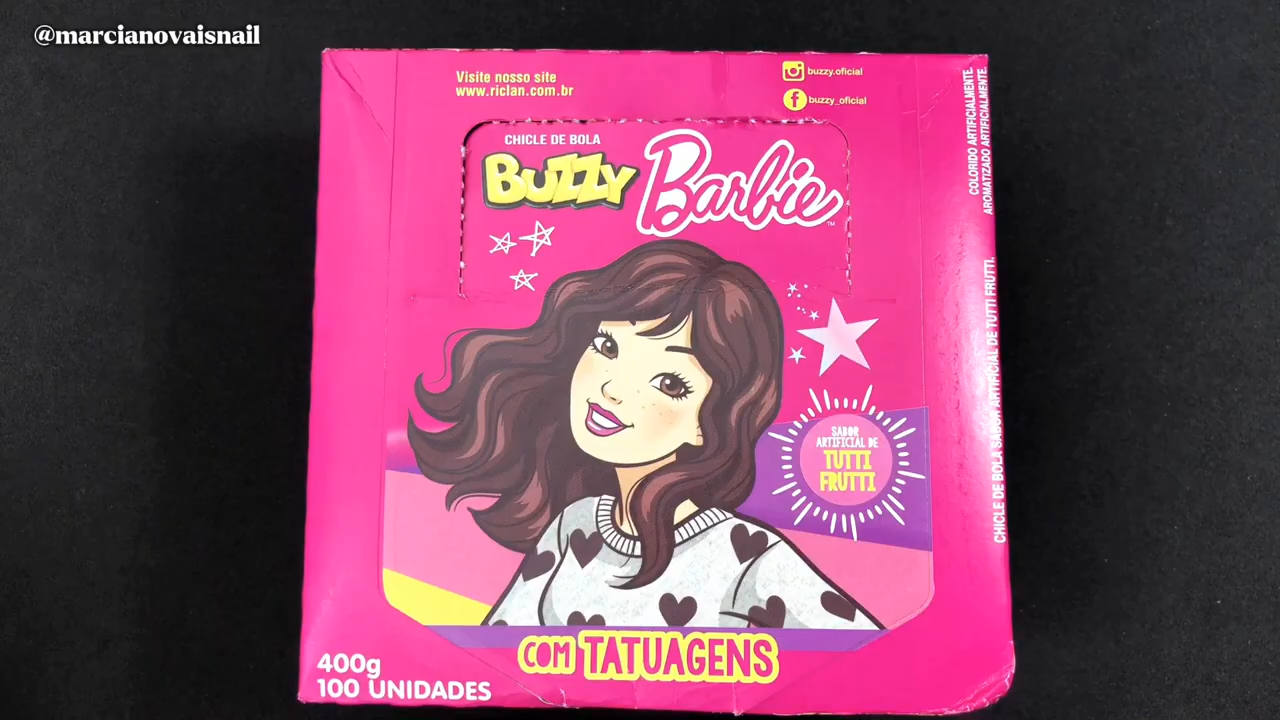 @marcianovaisnail
Visite nosso site
www.riclan.com.br
buzzy.oficial
buzzy_oficial
CHICLE DE BOLA
BUZZY
Barbie™
SABOR
ARTIFICIAL DE
TUTTI
FRUTTI
COM TATUAGENS
400g
100 UNIDADES
COLORIDO ARTIFICIALMENTE.
AROMATIZADO ARTIFICIALMENTE.
CHICLE DE BOLA SABOR ARTIFICIAL DE TUTTI FRUTTI.